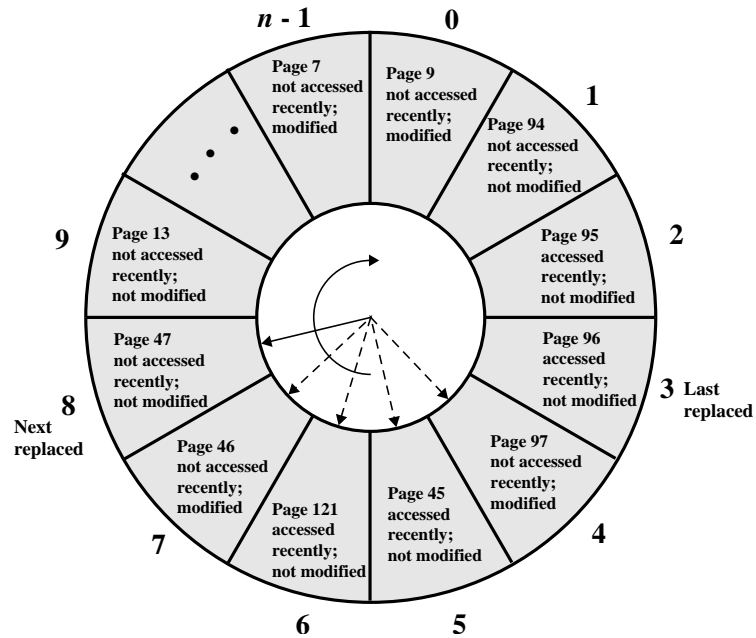 n - 1
0
Page 7
not accessed
recently;
modified
Page 9
not accessed
recently;
modified
1
Page 94
not accessed
recently;
not modified
2
Page 95
accessed
recently;
not modified
3 Last
replaced
Page 96
accessed
recently;
not modified
4
Page 97
not accessed
recently;
modified
5
Page 45
accessed
recently;
not modified
6
Page 121
accessed
recently;
not modified
7
Page 46
not accessed
recently;
modified
8
Next
replaced
Page 47
not accessed
recently;
not modified
9
Page 13
not accessed
recently;
not modified